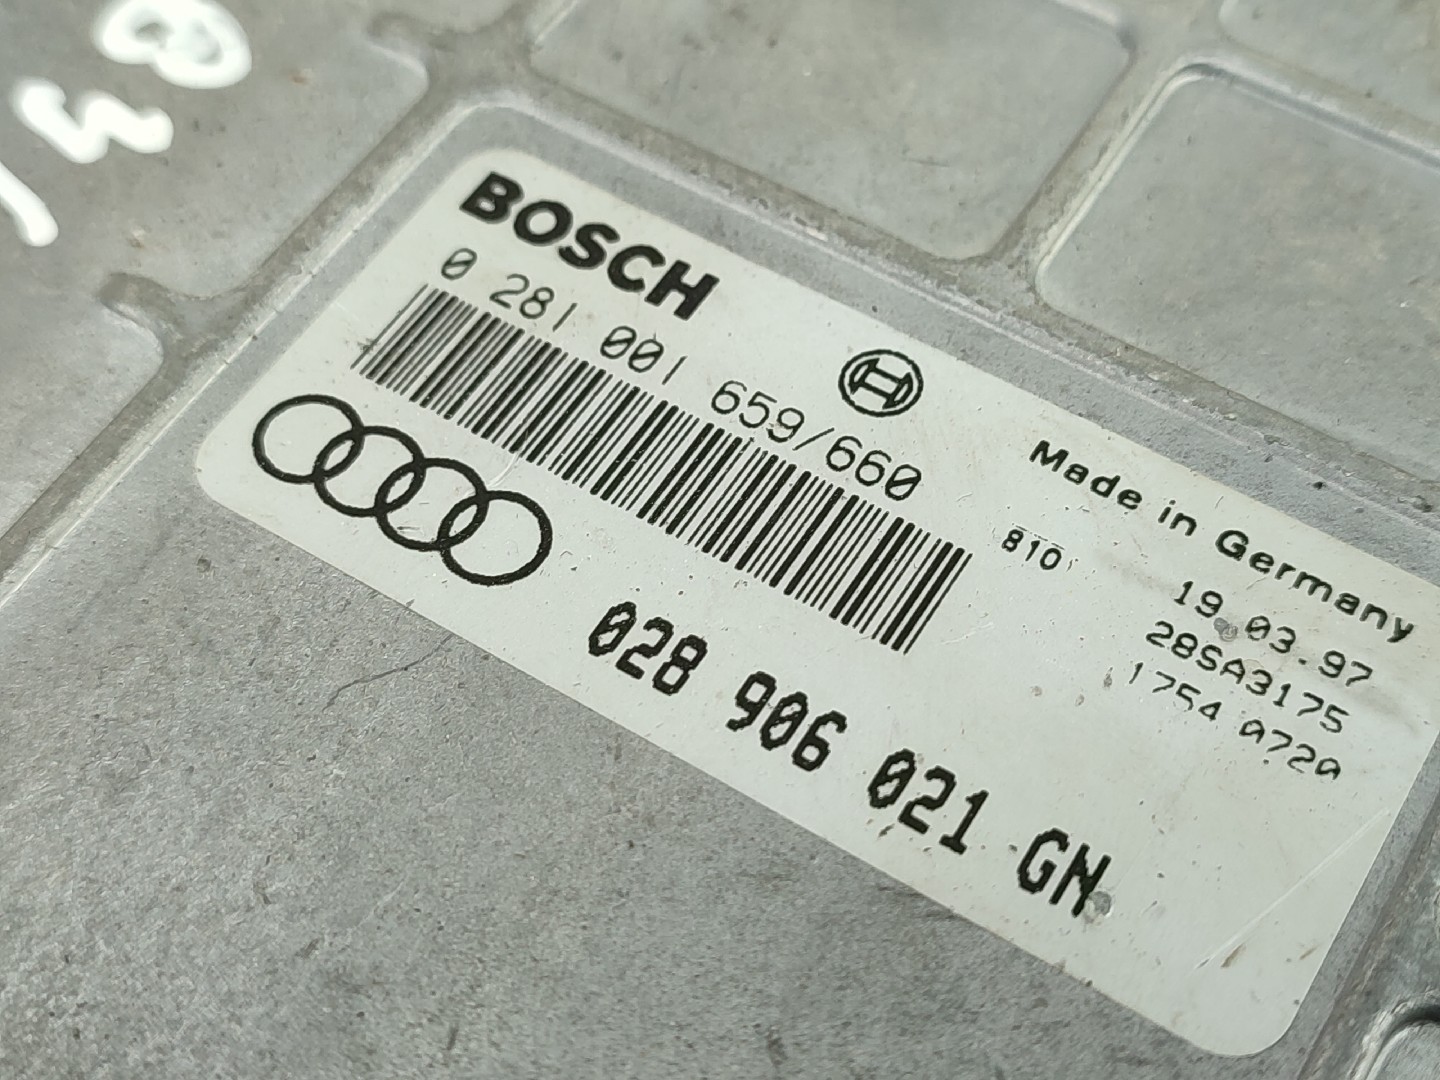 BOSCH
0 281 001 659/660
Made in Germany
810
19.03.97
28SA3175
1754
028 906 021 GN